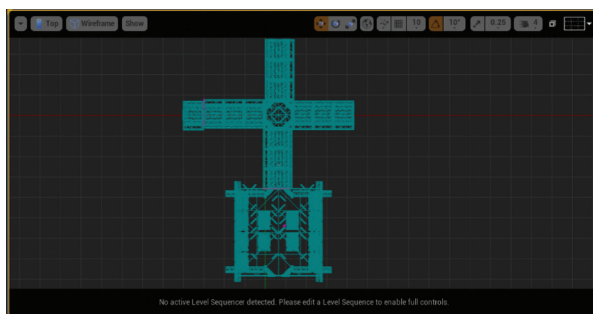 Top Wireframe Show 10 10° 0.25 4
No active Level Sequencer detected. Please edit a Level Sequence to enable full controls.